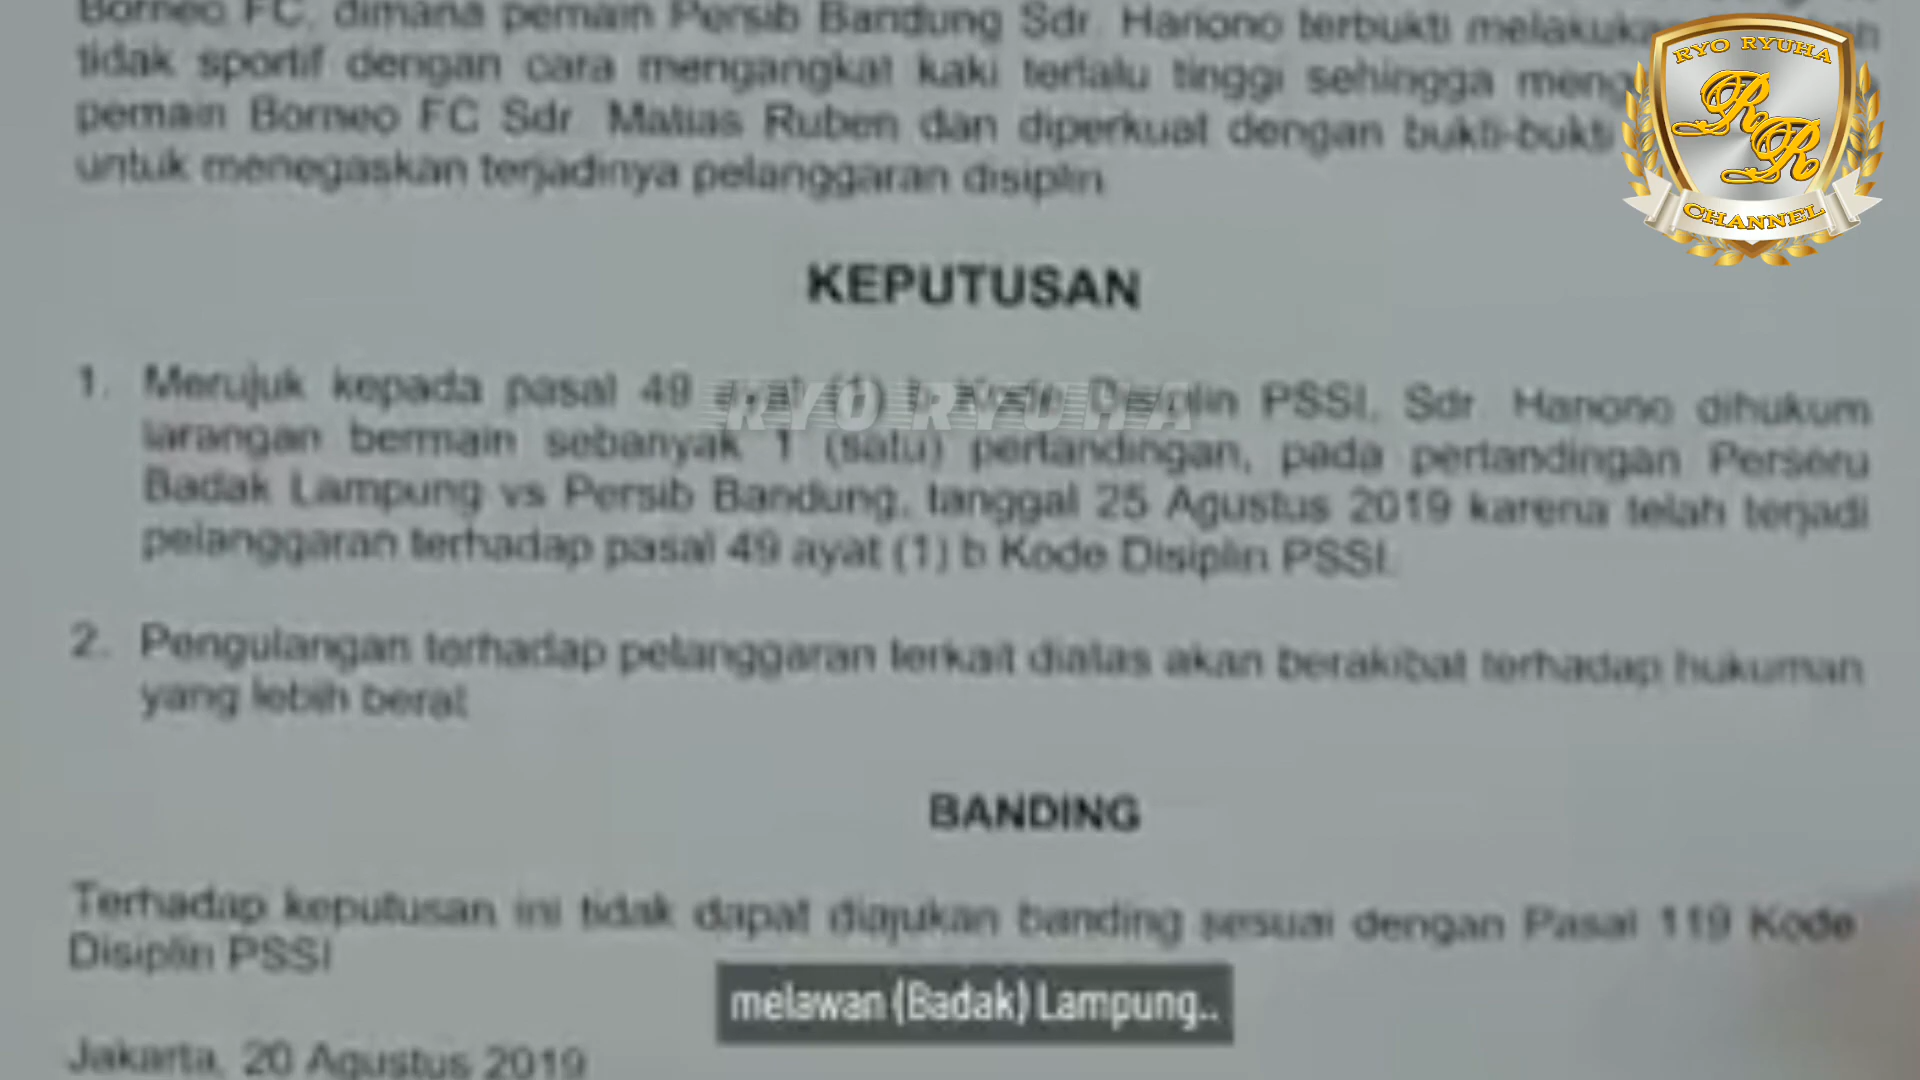 Borneo FC, dimana pemain Persib Bandung Sdr. Hariono terbukti
tidak sportif dengan cara mengangkat kaki terlalu tinggi sehingga
pemain Borneo FC Sdr. Matias Ruben dan diperkuat dengan bukti-bukti
untuk menegaskan terjadinya pelanggaran disiplin.
KEPUTUSAN
1. Merujuk kepada pasal 49 ayat (1) b Kode Disiplin PSSI, Sdr. Hariono dihukum
larangan bermain sebanyak 1 (satu) pertandingan, pada pertandingan Perseru
Badak Lampung vs Persib Bandung, tanggal 25 Agustus 2019 karena telah terjadi
pelanggaran terhadap pasal 49 ayat (1) b Kode Disiplin PSSI.
2. Pengulangan terhadap pelanggaran terkait diatas akan berakibat terhadap hukuman
yang lebih berat.
BANDING
Terhadap keputusan ini tidak dapat diajukan banding sesuai dengan Pasal 119 Kode
Disiplin PSSI
melawan (Badak) Lampung..
Jakarta, 20 Agustus 2019
RYO RYUHA
RYO RYUHA
RR
CHANNEL